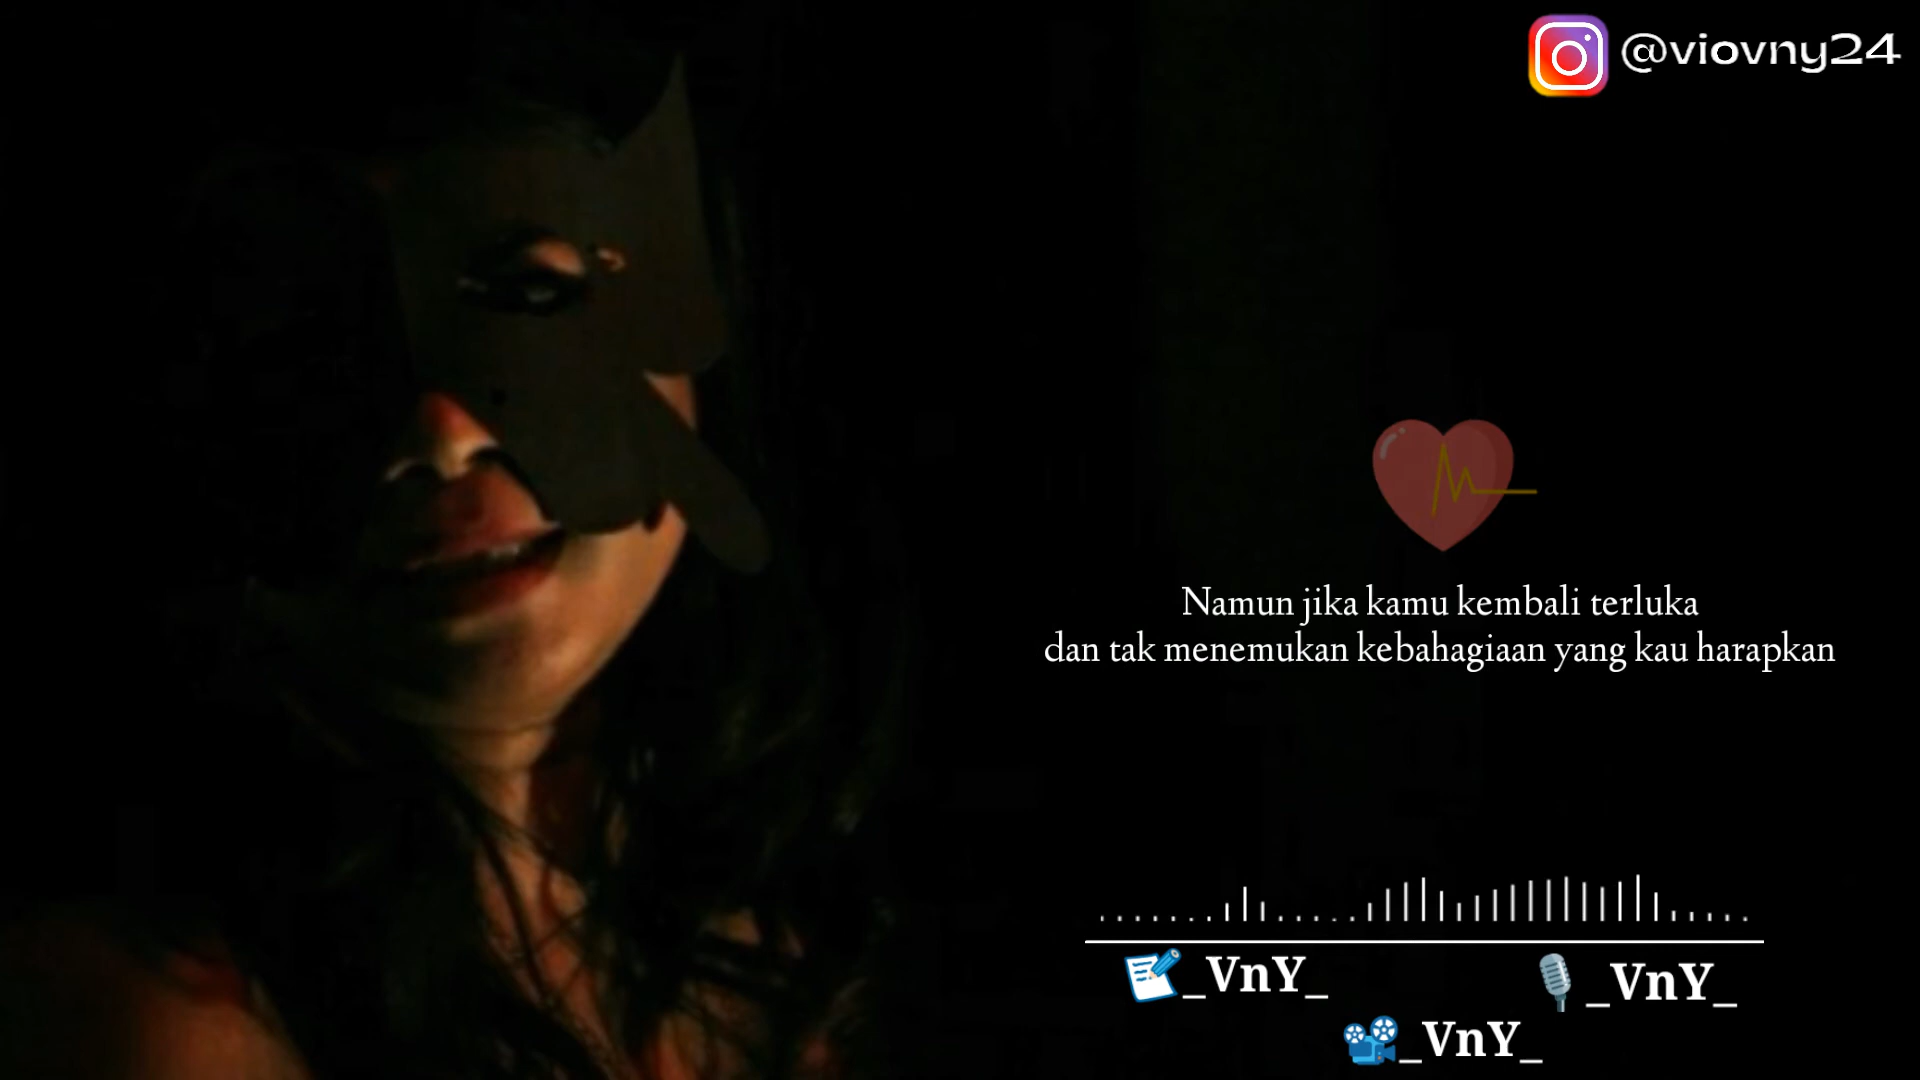 @viovny24
Namun jika kamu kembali terluka
dan tak menemukan kebahagiaan yang kau harapkan
_VnY_
_VnY_
_VnY_